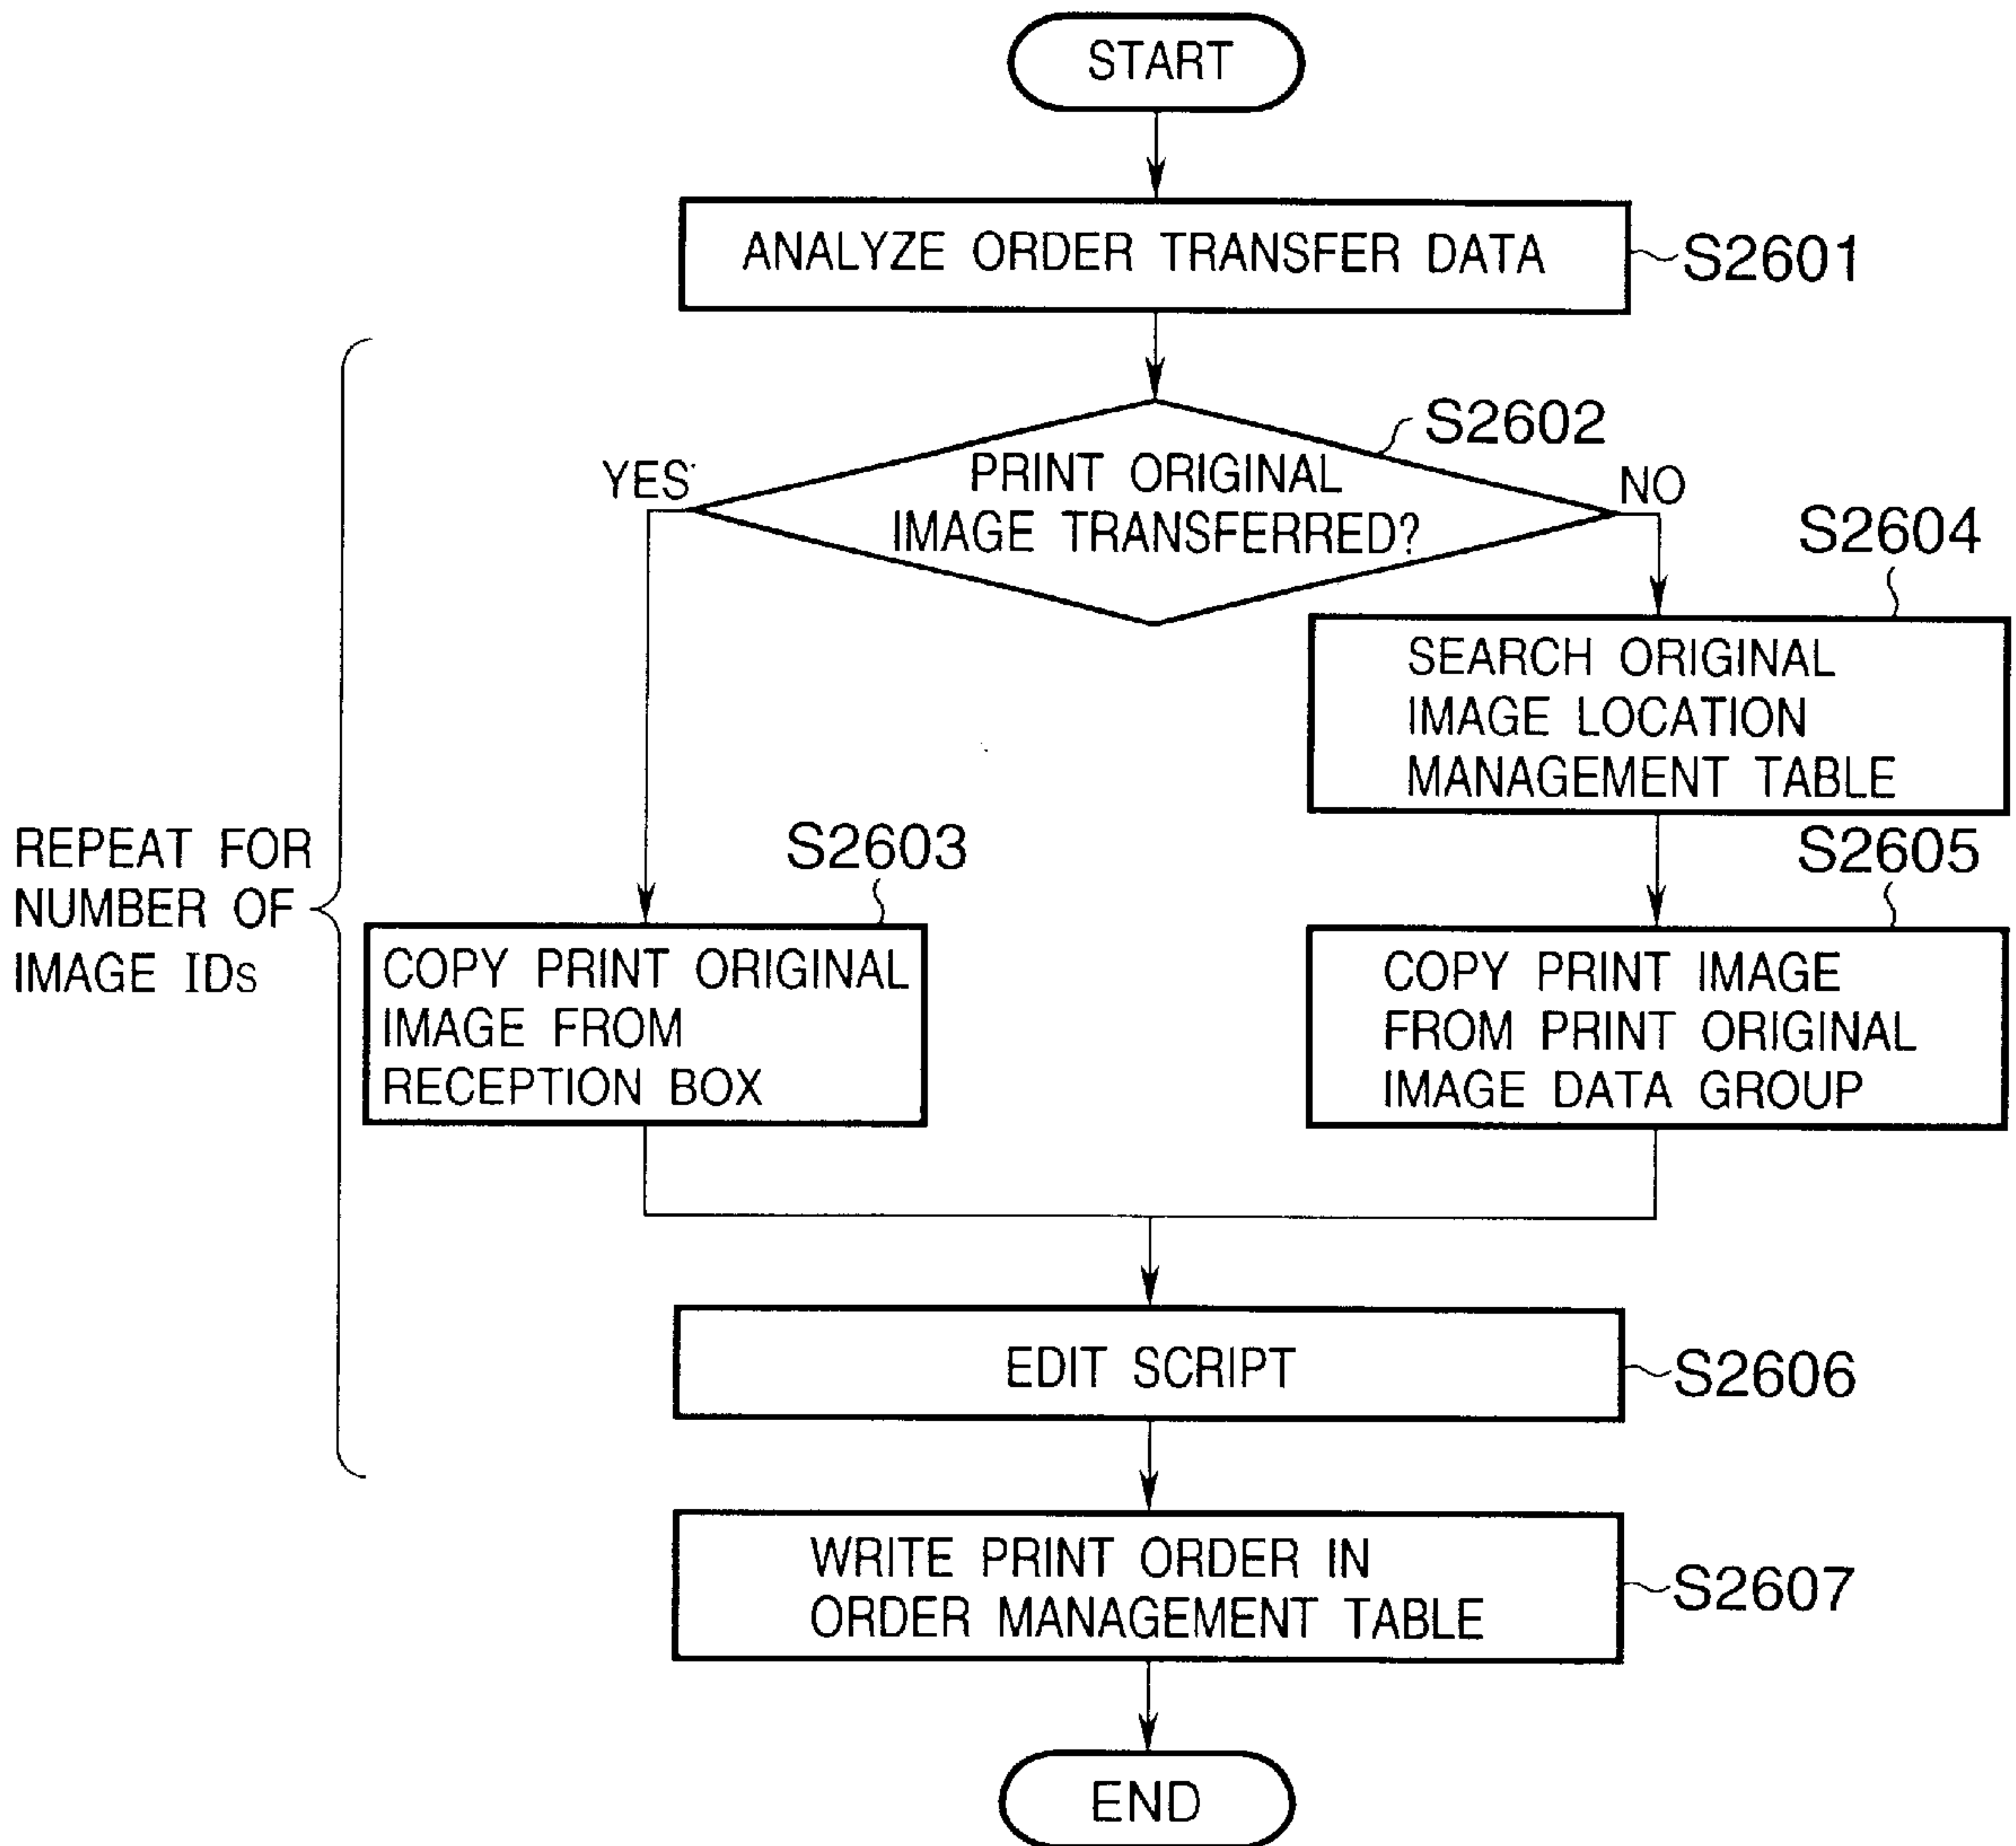 START
ANALYZE ORDER TRANSFER DATA
S2601
S2602
YES
PRINT ORIGINAL
IMAGE TRANSFERRED?
NO
S2604
SEARCH ORIGINAL
IMAGE LOCATION
MANAGEMENT TABLE
REPEAT FOR
NUMBER OF
IMAGE IDs
S2603
COPY PRINT ORIGINAL
IMAGE FROM
RECEPTION BOX
S2605
COPY PRINT IMAGE
FROM PRINT ORIGINAL
IMAGE DATA GROUP
EDIT SCRIPT
S2606
WRITE PRINT ORDER IN
ORDER MANAGEMENT TABLE
S2607
END